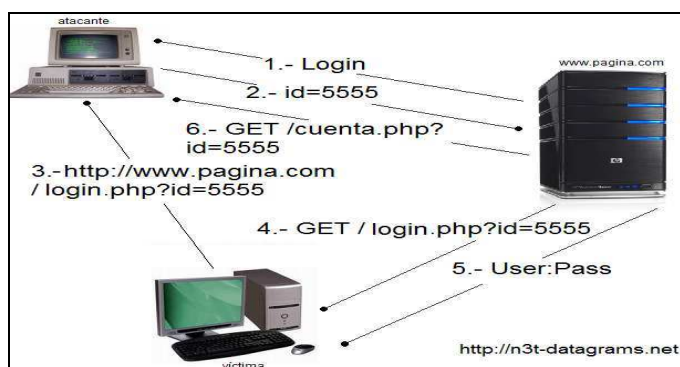 atacante
1.- Login
www.pagina.com
2.- id=5555
6.- GET /cuenta.php?
id=5555
3.-http://www.pagina.com
/ login.php?id=5555
4.- GET / login.php?id=5555
5.- User:Pass
http://n3t-datagrams.net
víctima